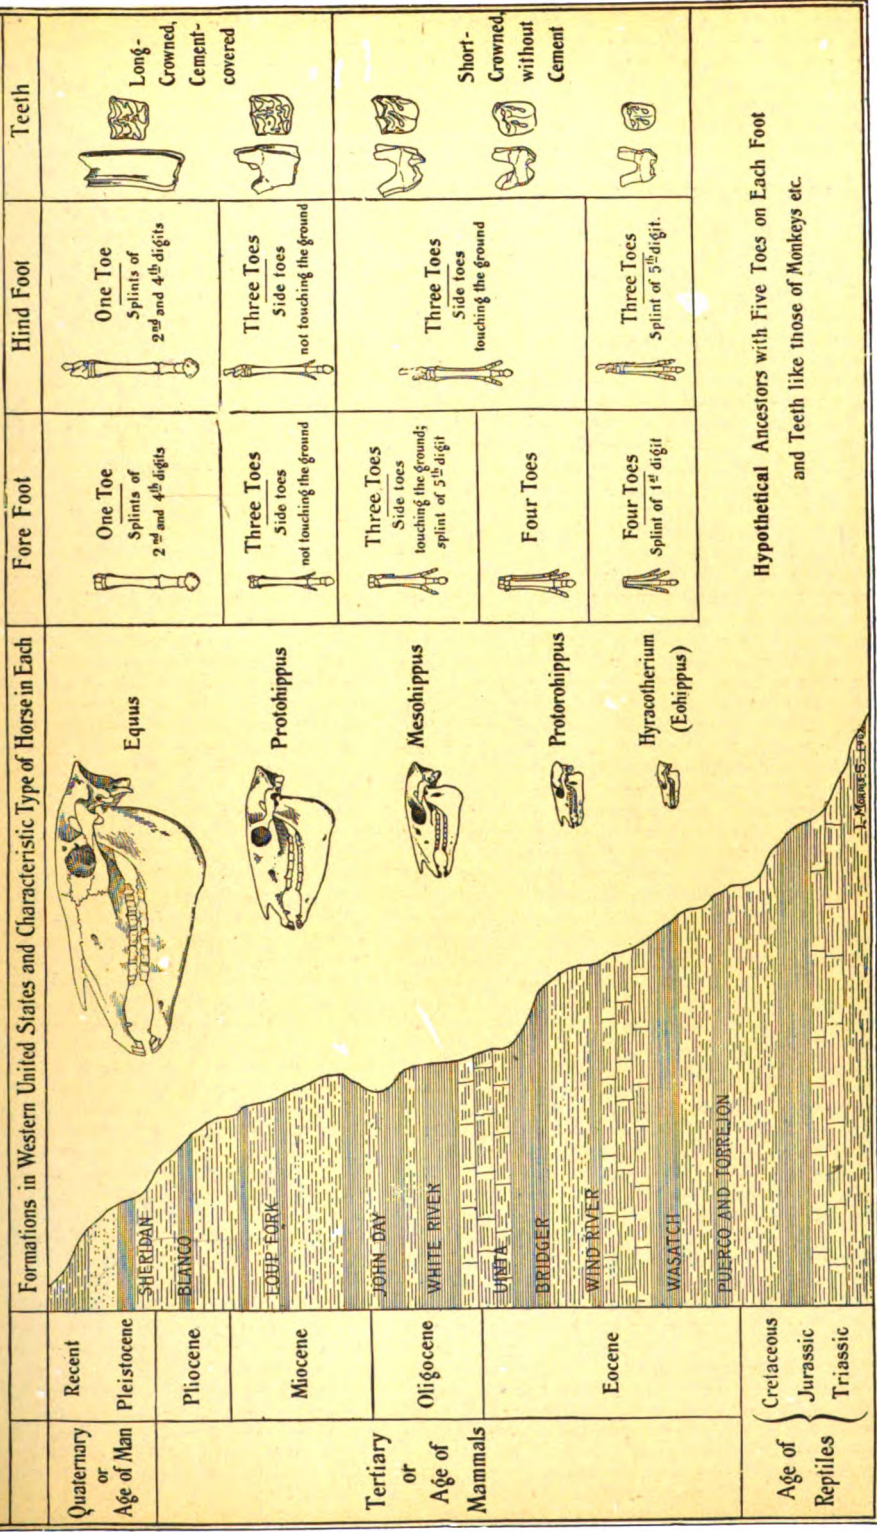 Formations in Western United States and Characteristic Type of Horse in Each
Fore Foot
Hind Foot
Teeth
Quaternary
or
Age of Man
Recent
Pleistocene
SHERIDAN
Equus
One Toe
Splints of
2nd and 4th digits
One Toe
Splints of
2nd and 4th digits
Long-
Crowned,
Cement-
covered
Tertiary
or
Age of
Mammals
Pliocene
BLANCO
Miocene
LOUP FORK
Protohippus
Three Toes
Side toes
not touching the ground
Three Toes
Side toes
not touching the ground
Oligocene
JOHN DAY
WHITE RIVER
Mesohippus
Three Toes
Side toes
touching the ground;
splint of 5th digit
Three Toes
Side toes
touching the ground
Short-
Crowned,
without
Cement
Eocene
UINTA
BRIDGER
WIND RIVER
WASATCH
PUERCO AND TORREJON
Protorohippus
Four Toes
Hyracotherium
(Eohippus)
Four Toes
Splint of 1st digit
Three Toes
Splint of 5th digit.
Age of
Reptiles
Cretaceous
Jurassic
Triassic
Hypothetical Ancestors with Five Toes on Each Foot
and Teeth like those of Monkeys etc.